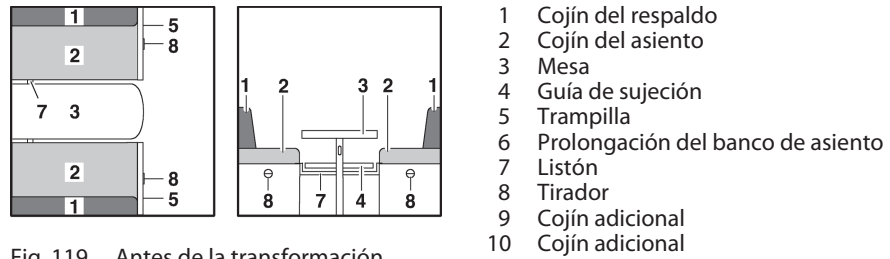 1
5
8
2
7 3
2
8
5
1
1 2 3 2 1
8 7 4 8
Fig. 119 Antes de la transformación
1 Cojín del respaldo
2 Cojín del asiento
3 Mesa
4 Guía de sujeción
5 Trampilla
6 Prolongación del banco de asiento
7 Listón
8 Tirador
9 Cojín adicional
10 Cojín adicional